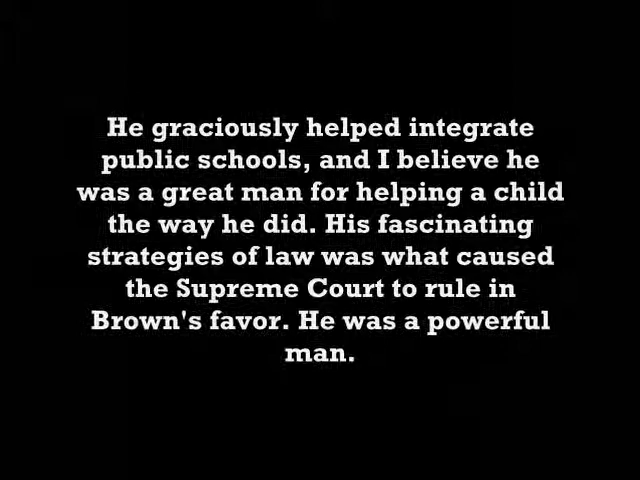 He graciously helped integrate
public schools, and I believe he
was a great man for helping a child
the way he did. His fascinating
strategies of law was what caused
the Supreme Court to rule in
Brown's favor. He was a powerful
man.